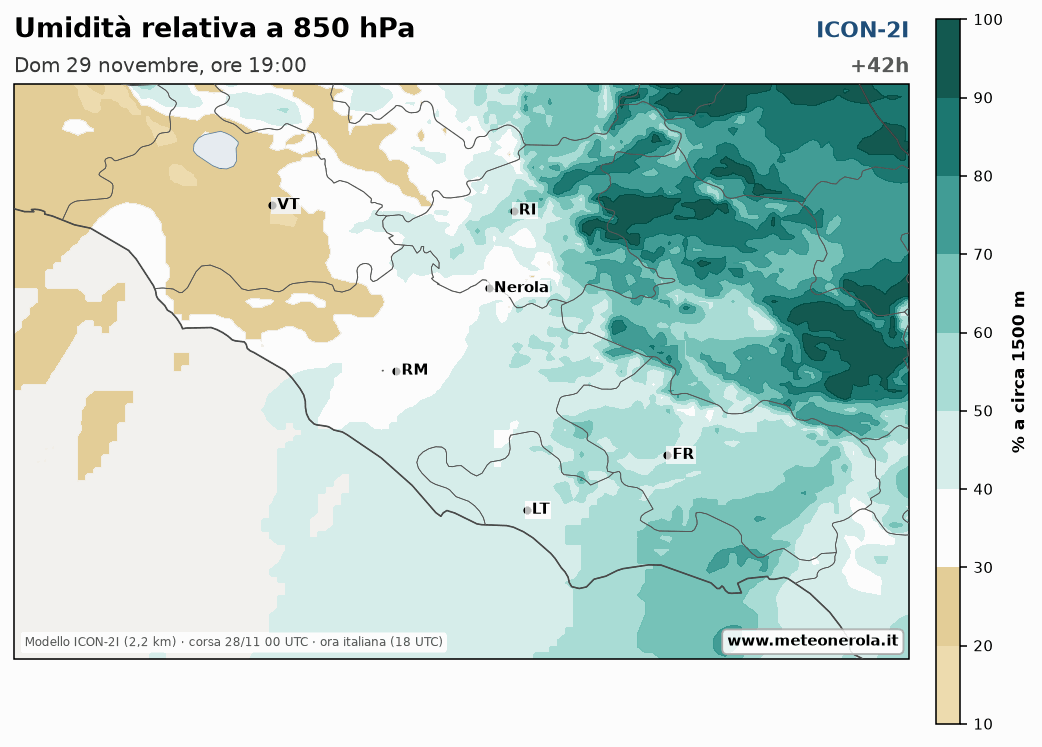 Umidità relativa a 850 hPa
ICON-2I
Dom 29 novembre, ore 19:00
+42h
VT
RI
Nerola
RM
FR
LT
Modello ICON-2I (2,2 km) · corsa 28/11 00 UTC · ora italiana (18 UTC)
www.meteonerola.it
100
90
80
70
60
50
40
30
20
10
% a circa 1500 m